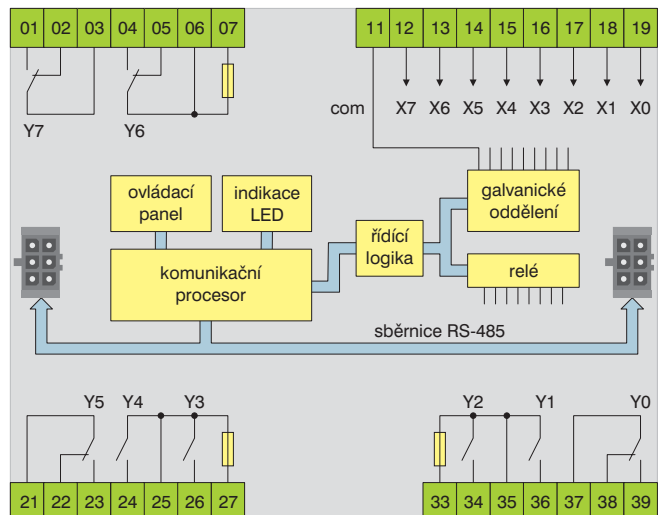 01 02 03 04 05 06 07
11 12 13 14 15 16 17 18 19
Y7 Y6
com X7 X6 X5 X4 X3 X2 X1 X0
ovládací
panel
indikace
LED
komunikační
procesor
řídící
logika
galvanické
oddělení
relé
sběrnice RS-485
Y5 Y4 Y3
Y2 Y1 Y0
21 22 23 24 25 26 27
33 34 35 36 37 38 39